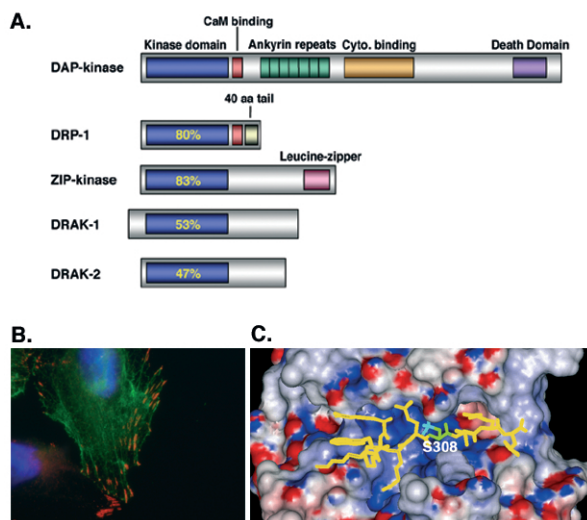 A.
CaM binding
Kinase domain
Ankyrin repeats
Cyto. binding
Death Domain
DAP-kinase
40 aa tail
DRP-1
80%
Leucine-zipper
ZIP-kinase
83%
DRAK-1
53%
DRAK-2
47%
B.
C.
S308